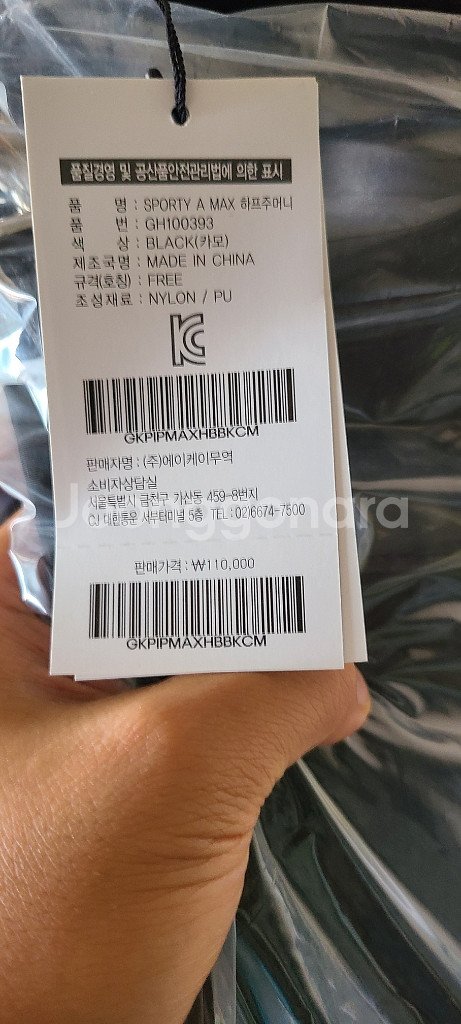 품질경영 및 공산품안전관리법에 의한 표시
품 명 : SPORTY A MAX 하프주머니
품 번 : GH100393
색 상 : BLACK(카모)
제조국명 : MADE IN CHINA
규격(호칭) : FREE
조성재료 : NYLON / PU
KC
GKPIPMAXHBBKCM
판매자명 : (주)에이케이무역
소비자상담실
서울특별시 금천구 가산동 459-8번지
CJ 대한통운 서부터미널 5층 TEL : 02)6674-7500
Joonggonara
판매가격 : ₩110,000
GKPIPMAXHBBKCM